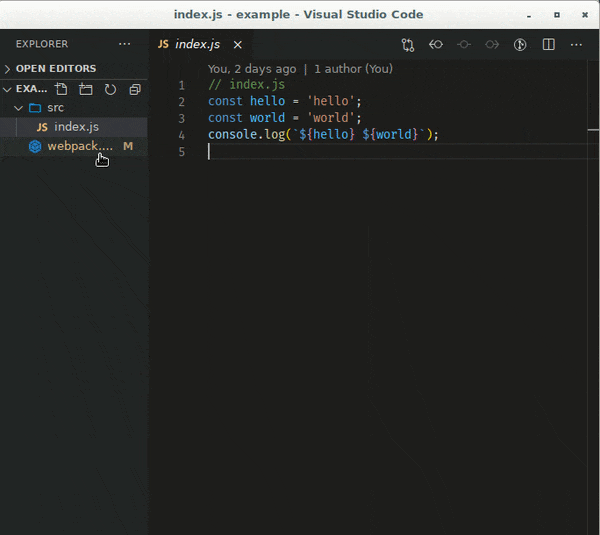 index.js - example - Visual Studio Code
EXPLORER
OPEN EDITORS
EXA...
src
JS index.js
webpack.... M
JS index.js
You, 2 days ago | 1 author (You)
1 // index.js
2 const hello = 'hello';
3 const world = 'world';
4 console.log(`${hello} ${world}`);
5